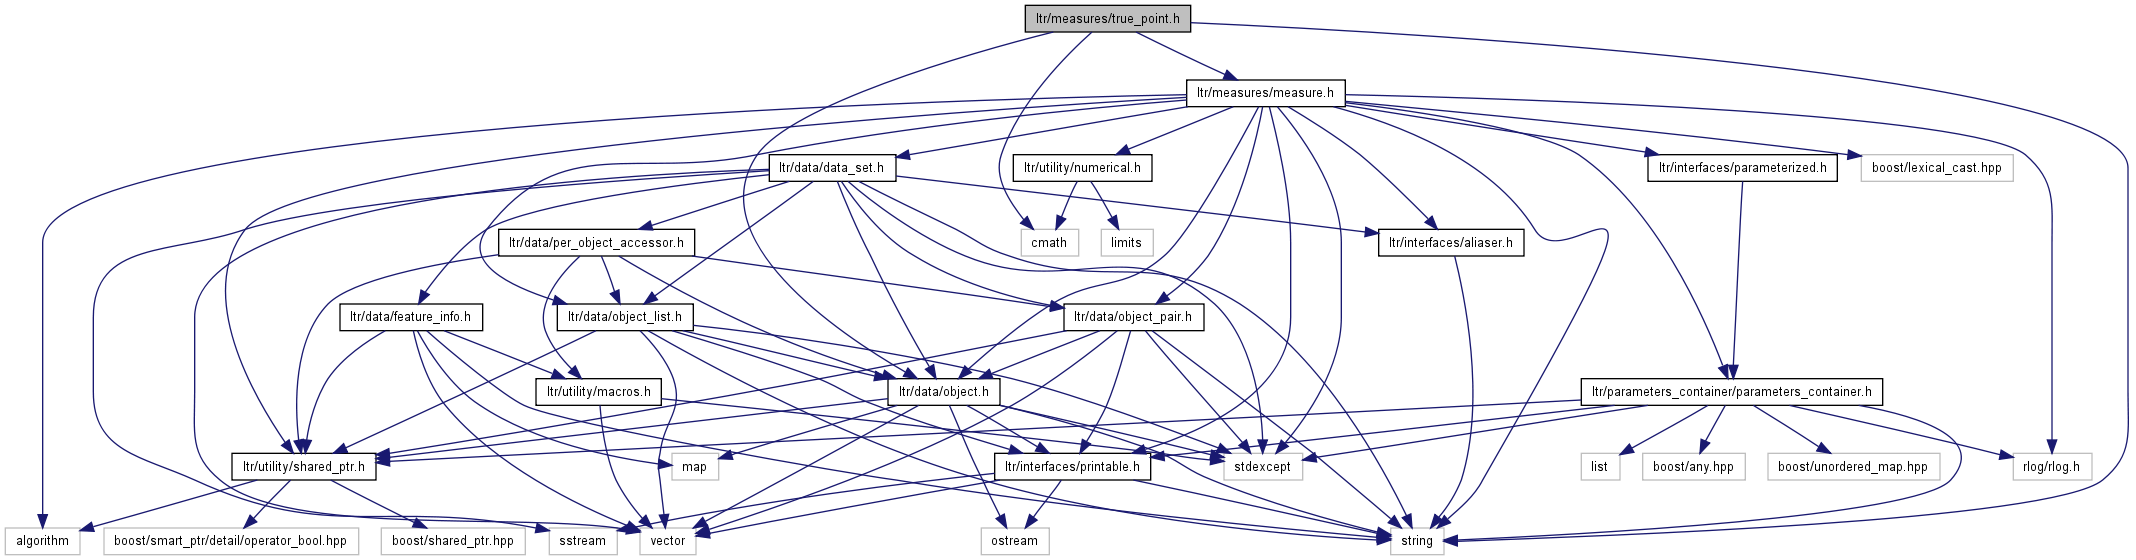 ltr/measures/true_point.h
ltr/measures/measure.h
ltr/data/data_set.h
ltr/utility/numerical.h
ltr/interfaces/parameterized.h
boost/lexical_cast.hpp
ltr/data/per_object_accessor.h
cmath
limits
ltr/interfaces/aliaser.h
ltr/data/feature_info.h
ltr/data/object_list.h
ltr/data/object_pair.h
ltr/utility/macros.h
ltr/data/object.h
ltr/parameters_container/parameters_container.h
ltr/utility/shared_ptr.h
map
ltr/interfaces/printable.h
stdexcept
list
boost/any.hpp
boost/unordered_map.hpp
rlog/rlog.h
algorithm
boost/smart_ptr/detail/operator_bool.hpp
boost/shared_ptr.hpp
sstream
vector
ostream
string